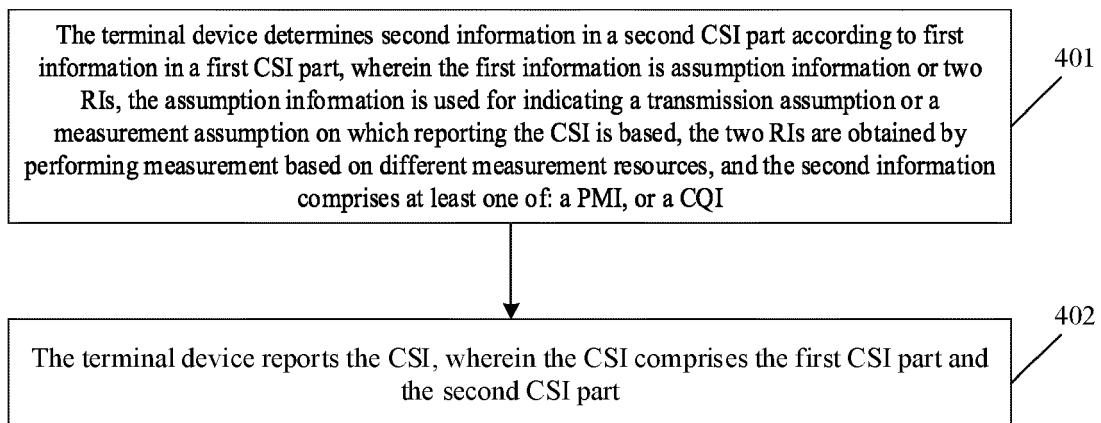 The terminal device determines second information in a second CSI part according to first
information in a first CSI part, wherein the first information is assumption information or two
RIs, the assumption information is used for indicating a transmission assumption or a
measurement assumption on which reporting the CSI is based, the two RIs are obtained by
performing measurement based on different measurement resources, and the second information
comprises at least one of: a PMI, or a CQI
401
The terminal device reports the CSI, wherein the CSI comprises the first CSI part and
the second CSI part
402